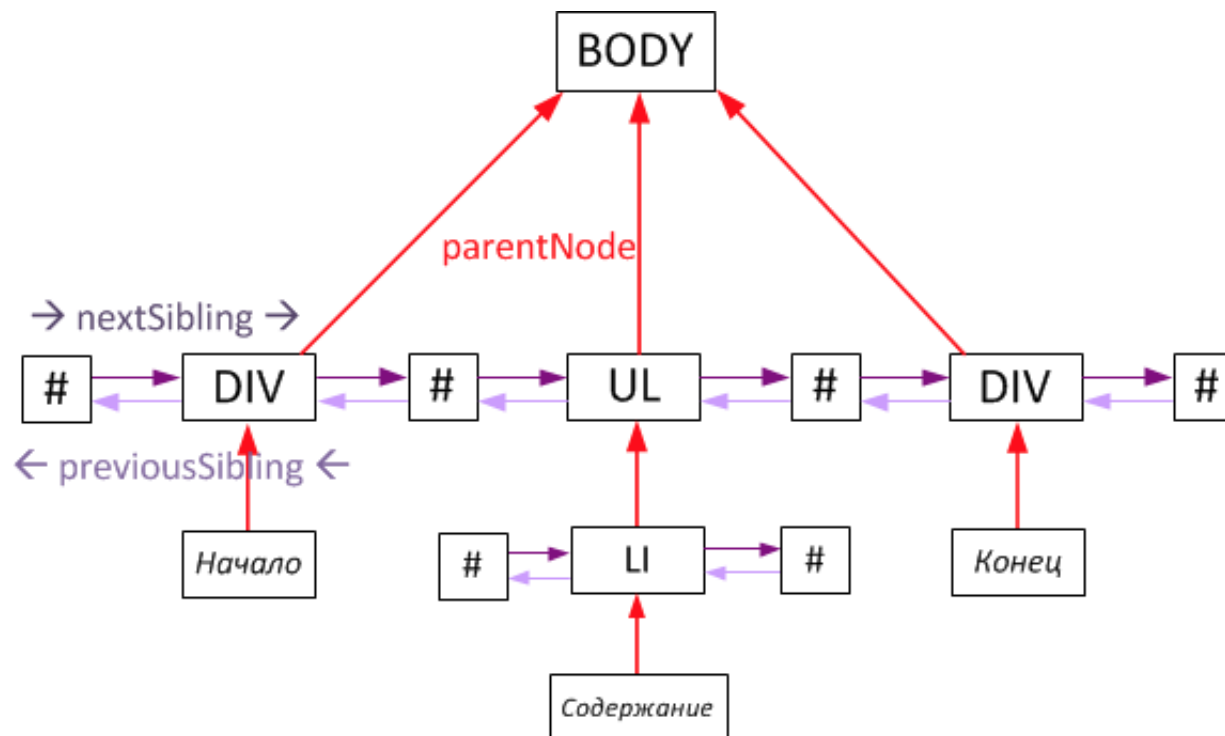 BODY
parentNode
→ nextSibling →
# DIV # UL # DIV #
← previousSibling ←
Начало # LI # Конец
Содержание